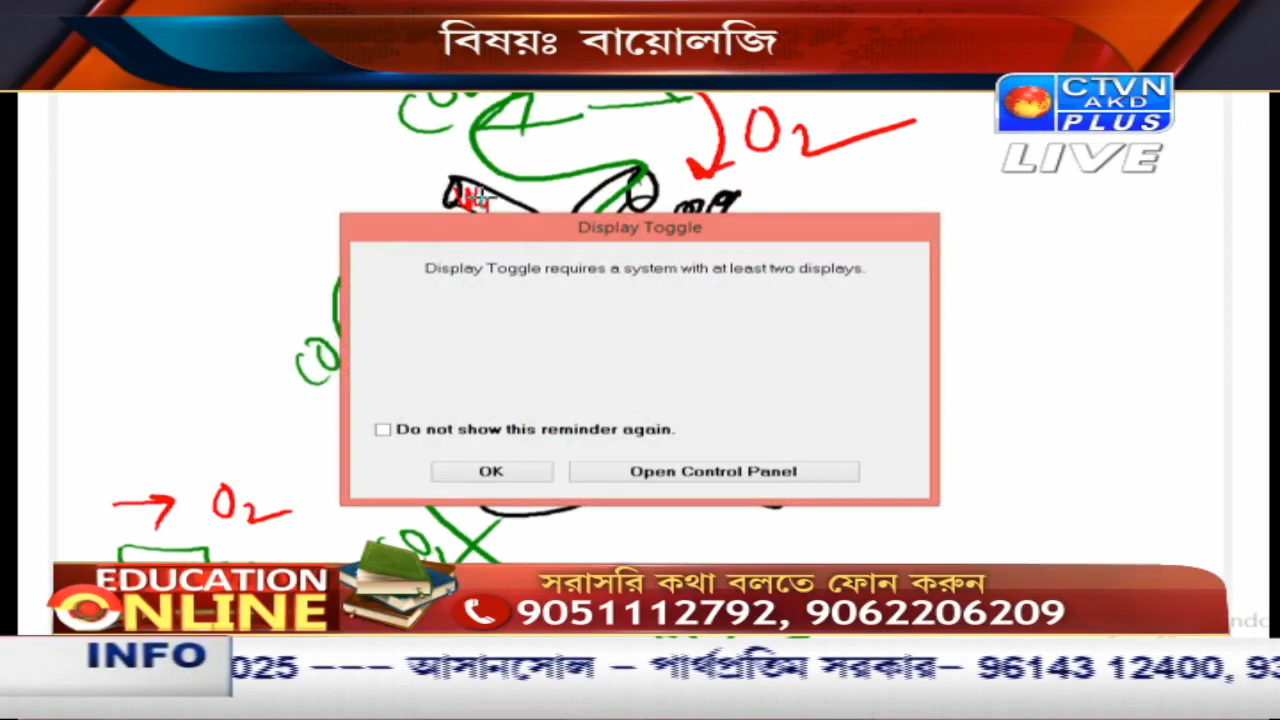 বিষয়ঃ বায়োলজি
CTVN
AKD
PLUS
LIVE
O2
Display Toggle
Display Toggle requires a system with at least two displays.
Do not show this reminder again.
OK
Open Control Panel
O2
CO2
EDUCATION
ONLINE
সরাসরি কথা বলতে ফোন করুন
9051112792, 9062206209
INFO
025 ---- আসানসোল – পার্থপ্রতিম সরকার– 96143 12400, 93